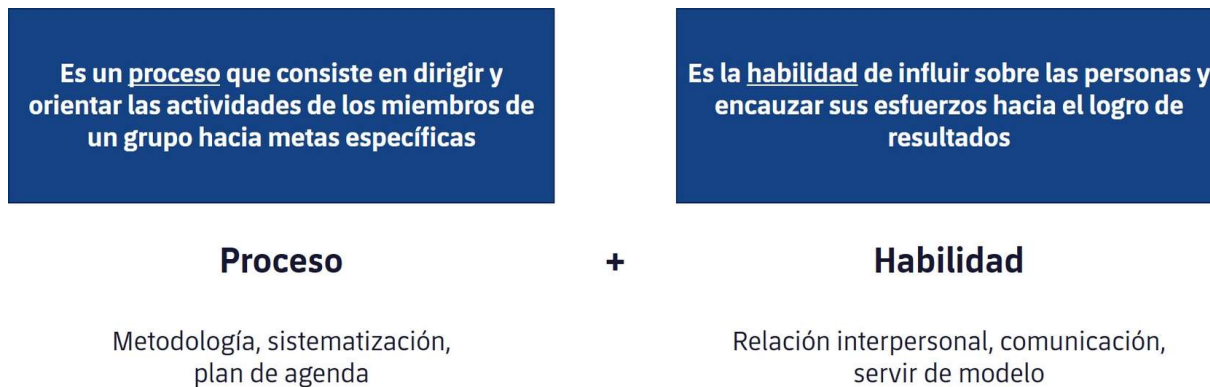 Es un proceso que consiste en dirigir y
orientar las actividades de los miembros de
un grupo hacia metas específicas
Es la habilidad de influir sobre las personas y
encauzar sus esfuerzos hacia el logro de
resultados
Proceso + Habilidad
Metodología, sistematización,
plan de agenda
Relación interpersonal, comunicación,
servir de modelo